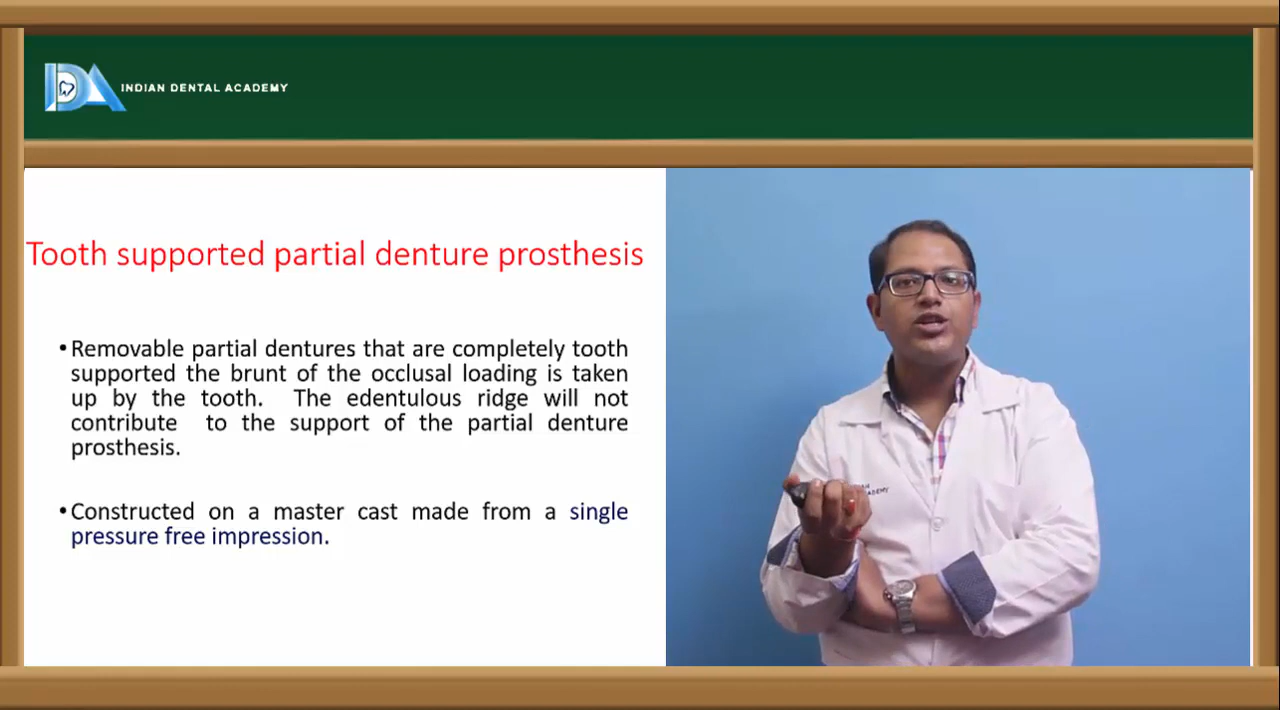 IDA INDIAN DENTAL ACADEMY
Tooth supported partial denture prosthesis
•Removable partial dentures that are completely tooth
supported the brunt of the occlusal loading is taken
up by the tooth. The edentulous ridge will not
contribute to the support of the partial denture
prosthesis.
•Constructed on a master cast made from a single
pressure free impression.